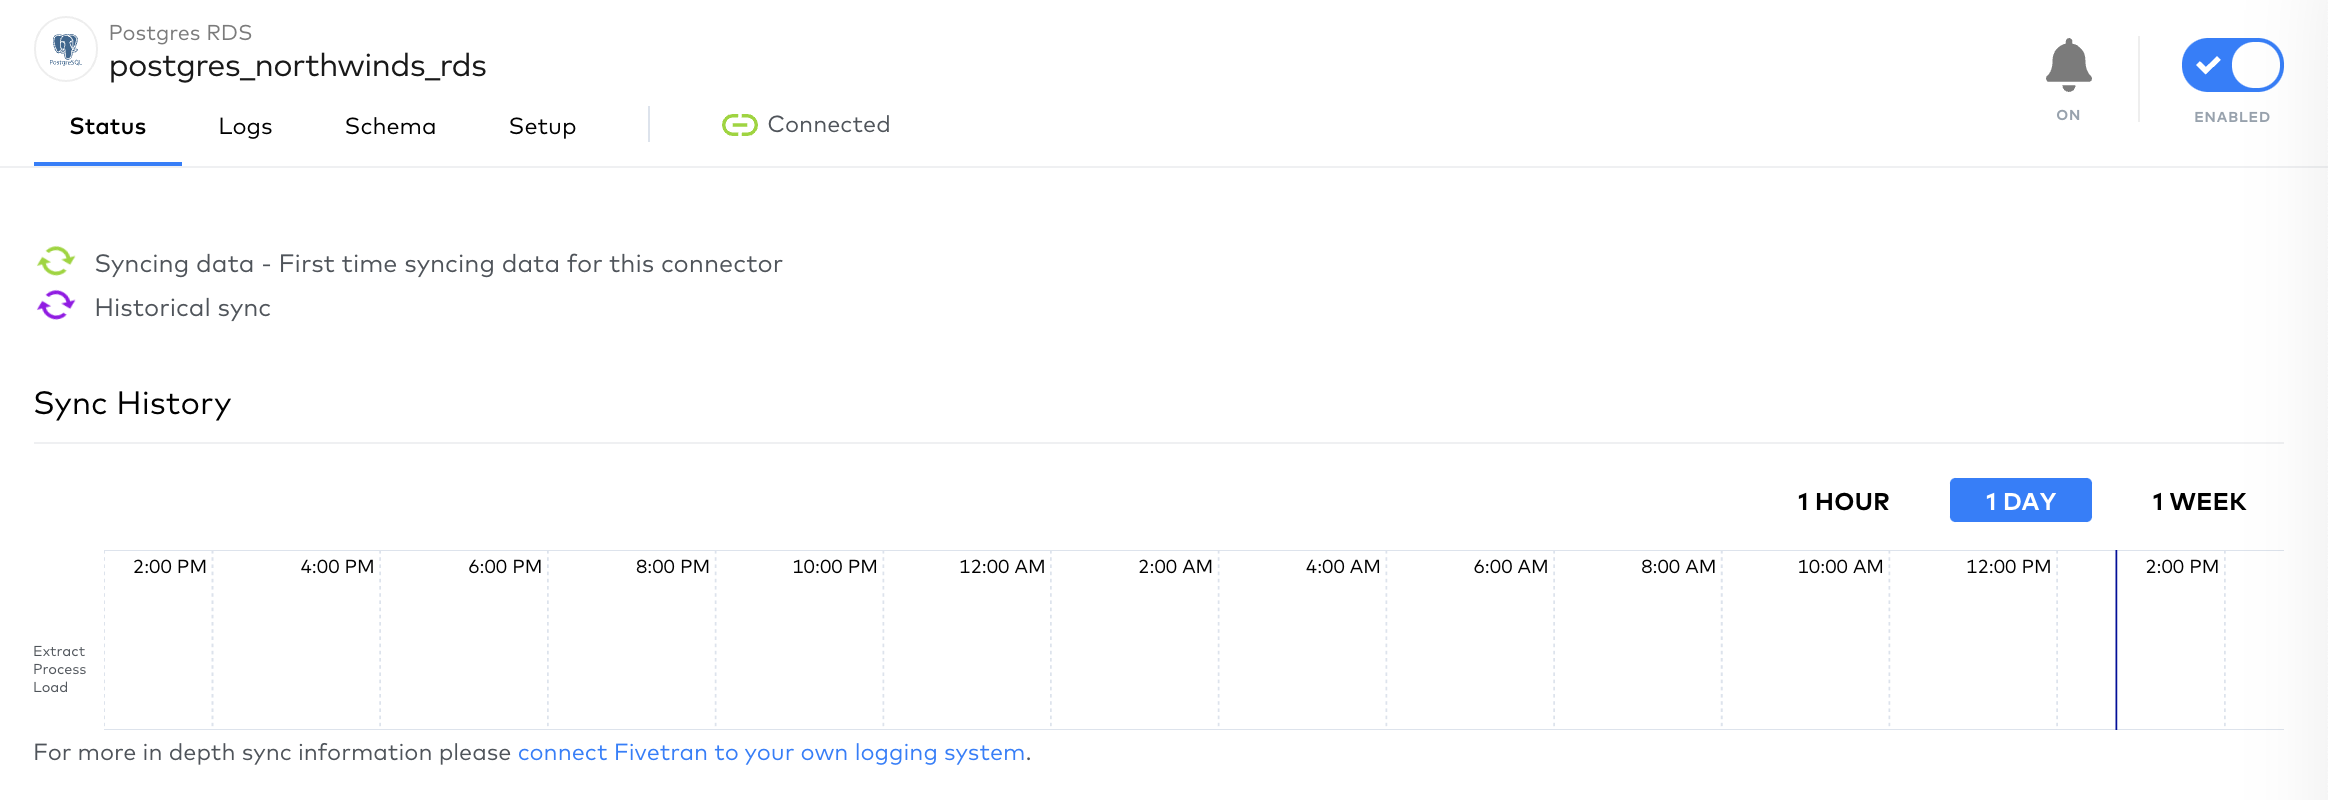 Postgres RDS
PostgreSQL
postgres_northwinds_rds
Status Logs Schema Setup Connected
ON
ENABLED
Syncing data - First time syncing data for this connector
Historical sync
Sync History
1 HOUR 1 DAY 1 WEEK
2:00 PM 4:00 PM 6:00 PM 8:00 PM 10:00 PM 12:00 AM 2:00 AM 4:00 AM 6:00 AM 8:00 AM 10:00 AM 12:00 PM 2:00 PM
Extract
Process
Load
For more in depth sync information please connect Fivetran to your own logging system.